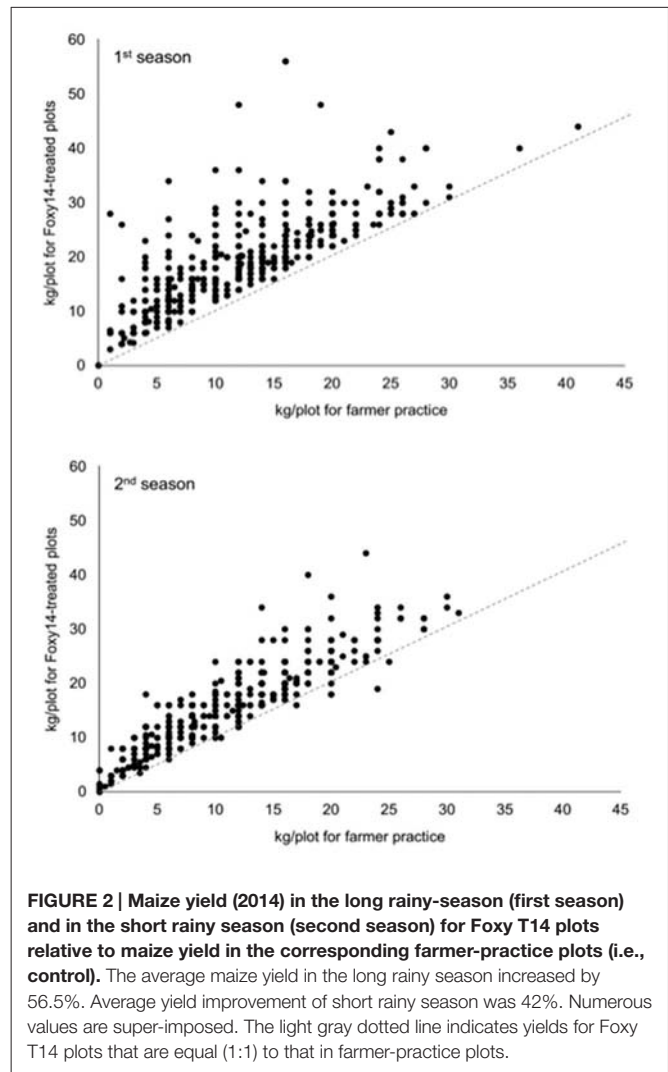 60
1st season
50
40
30
20
10
0
kg/plot for Foxy14-treated plots
0 5 10 15 20 25 30 35 40 45
kg/plot for farmer practice
60
2nd season
50
40
30
20
10
0
kg/plot for Foxy14-treated plots
0 5 10 15 20 25 30 35 40 45
kg/plot for farmer practice
FIGURE 2 | Maize yield (2014) in the long rainy-season (first season)
and in the short rainy season (second season) for Foxy T14 plots
relative to maize yield in the corresponding farmer-practice plots (i.e.,
control). The average maize yield in the long rainy season increased by
56.5%. Average yield improvement of short rainy season was 42%. Numerous
values are super-imposed. The light gray dotted line indicates yields for Foxy
T14 plots that are equal (1:1) to that in farmer-practice plots.